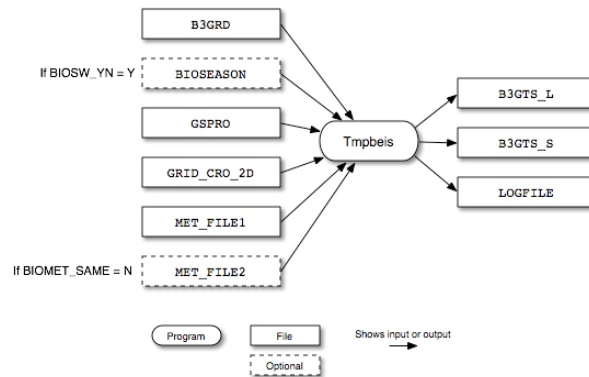 B3GRD
If BIOSW_YN = Y
BIOSEASON
GSPRO
GRID_CRO_2D
MET_FILE1
If BIOMET_SAME = N
MET_FILE2
Tmpbeis
B3GTS_L
B3GTS_S
LOGFILE
Program
File
Shows input or output
Optional